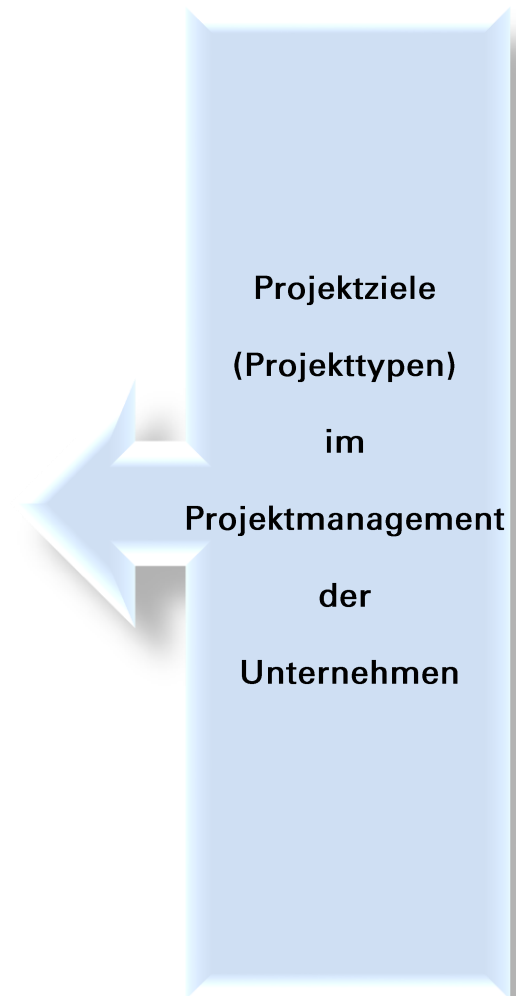 Projektziele
(Projekttypen)
im
Projektmanagement
der
Unternehmen